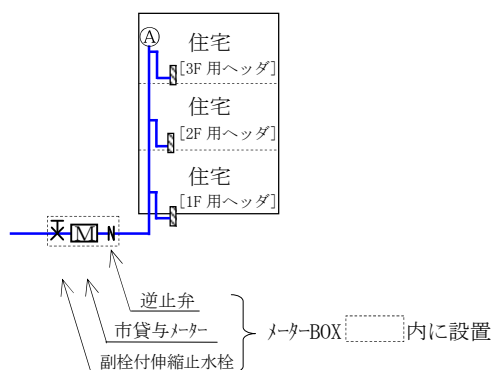 Ⓐ
住宅
[3F 用ヘッダ]
住宅
[2F 用ヘッダ]
住宅
[1F 用ヘッダ]
M N
逆止弁
市貸与メーター
副栓付伸縮止水栓
メーターBOX 内に設置